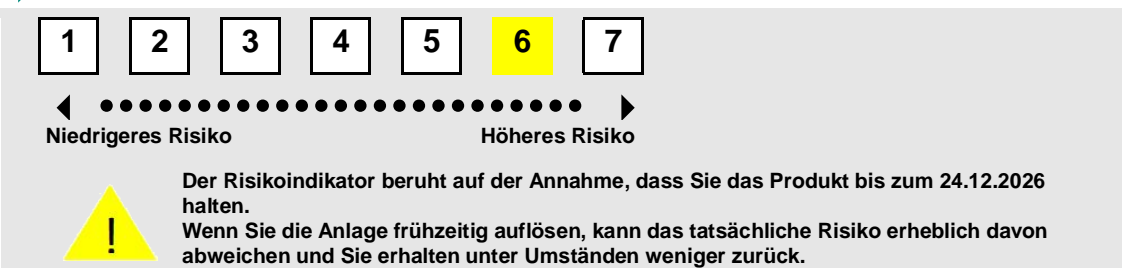 1 2 3 4 5 6 7
Niedrigeres Risiko Höheres Risiko
Der Risikoindikator beruht auf der Annahme, dass Sie das Produkt bis zum 24.12.2026
halten.
!
Wenn Sie die Anlage frühzeitig auflösen, kann das tatsächliche Risiko erheblich davon
abweichen und Sie erhalten unter Umständen weniger zurück.